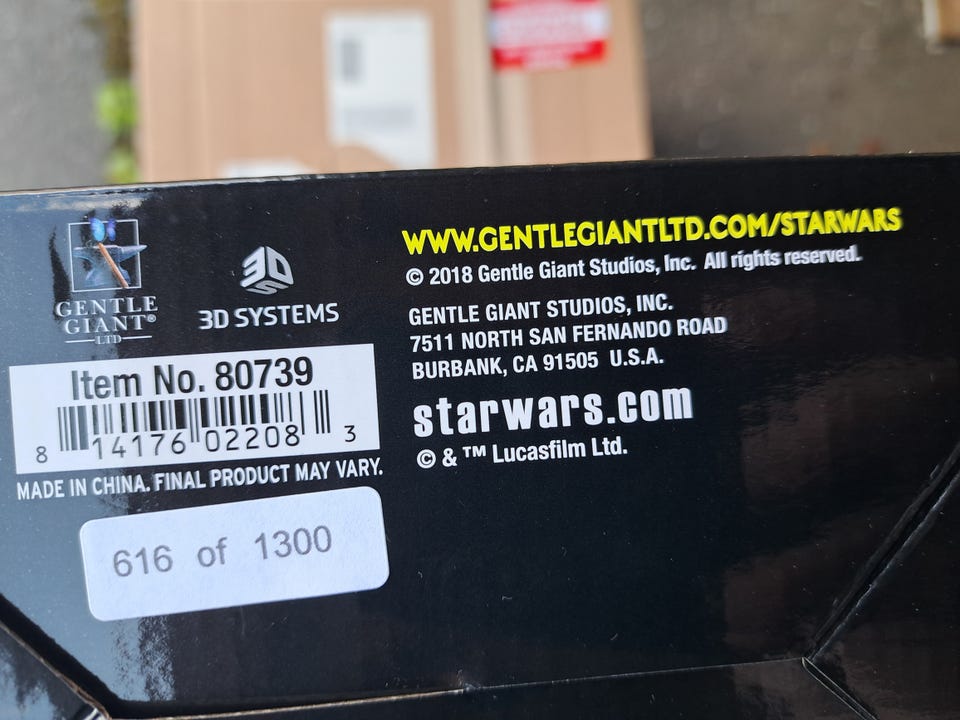 GENTLE
GIANT®
LTD
3D
3D SYSTEMS
Item No. 80739
8 14176 02208 3
MADE IN CHINA. FINAL PRODUCT MAY VARY.
616 of 1300
WWW.GENTLEGIANTLTD.COM/STARWARS
© 2018 Gentle Giant Studios, Inc. All rights reserved.
GENTLE GIANT STUDIOS, INC.
7511 NORTH SAN FERNANDO ROAD
BURBANK, CA 91505 U.S.A.
starwars.com
© & ™ Lucasfilm Ltd.